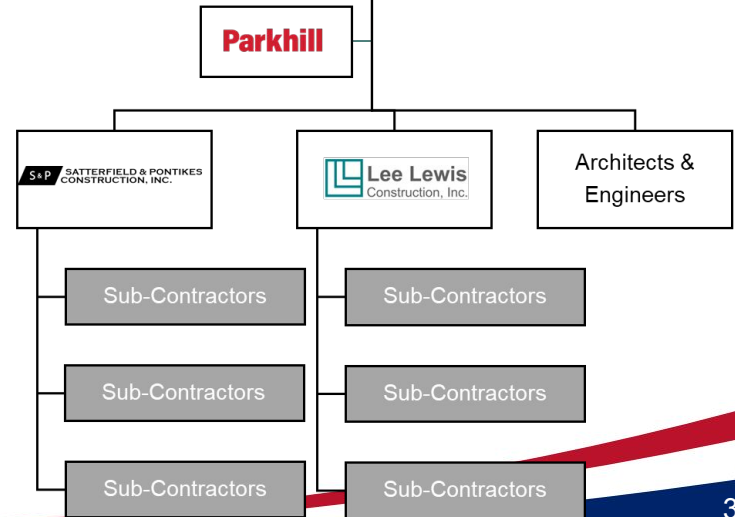 Parkhill
S&P SATTERFIELD & PONTIKES
CONSTRUCTION, INC.
Lee Lewis
Construction, Inc.
Architects &
Engineers
Sub-Contractors
Sub-Contractors
Sub-Contractors
Sub-Contractors
Sub-Contractors
Sub-Contractors
3